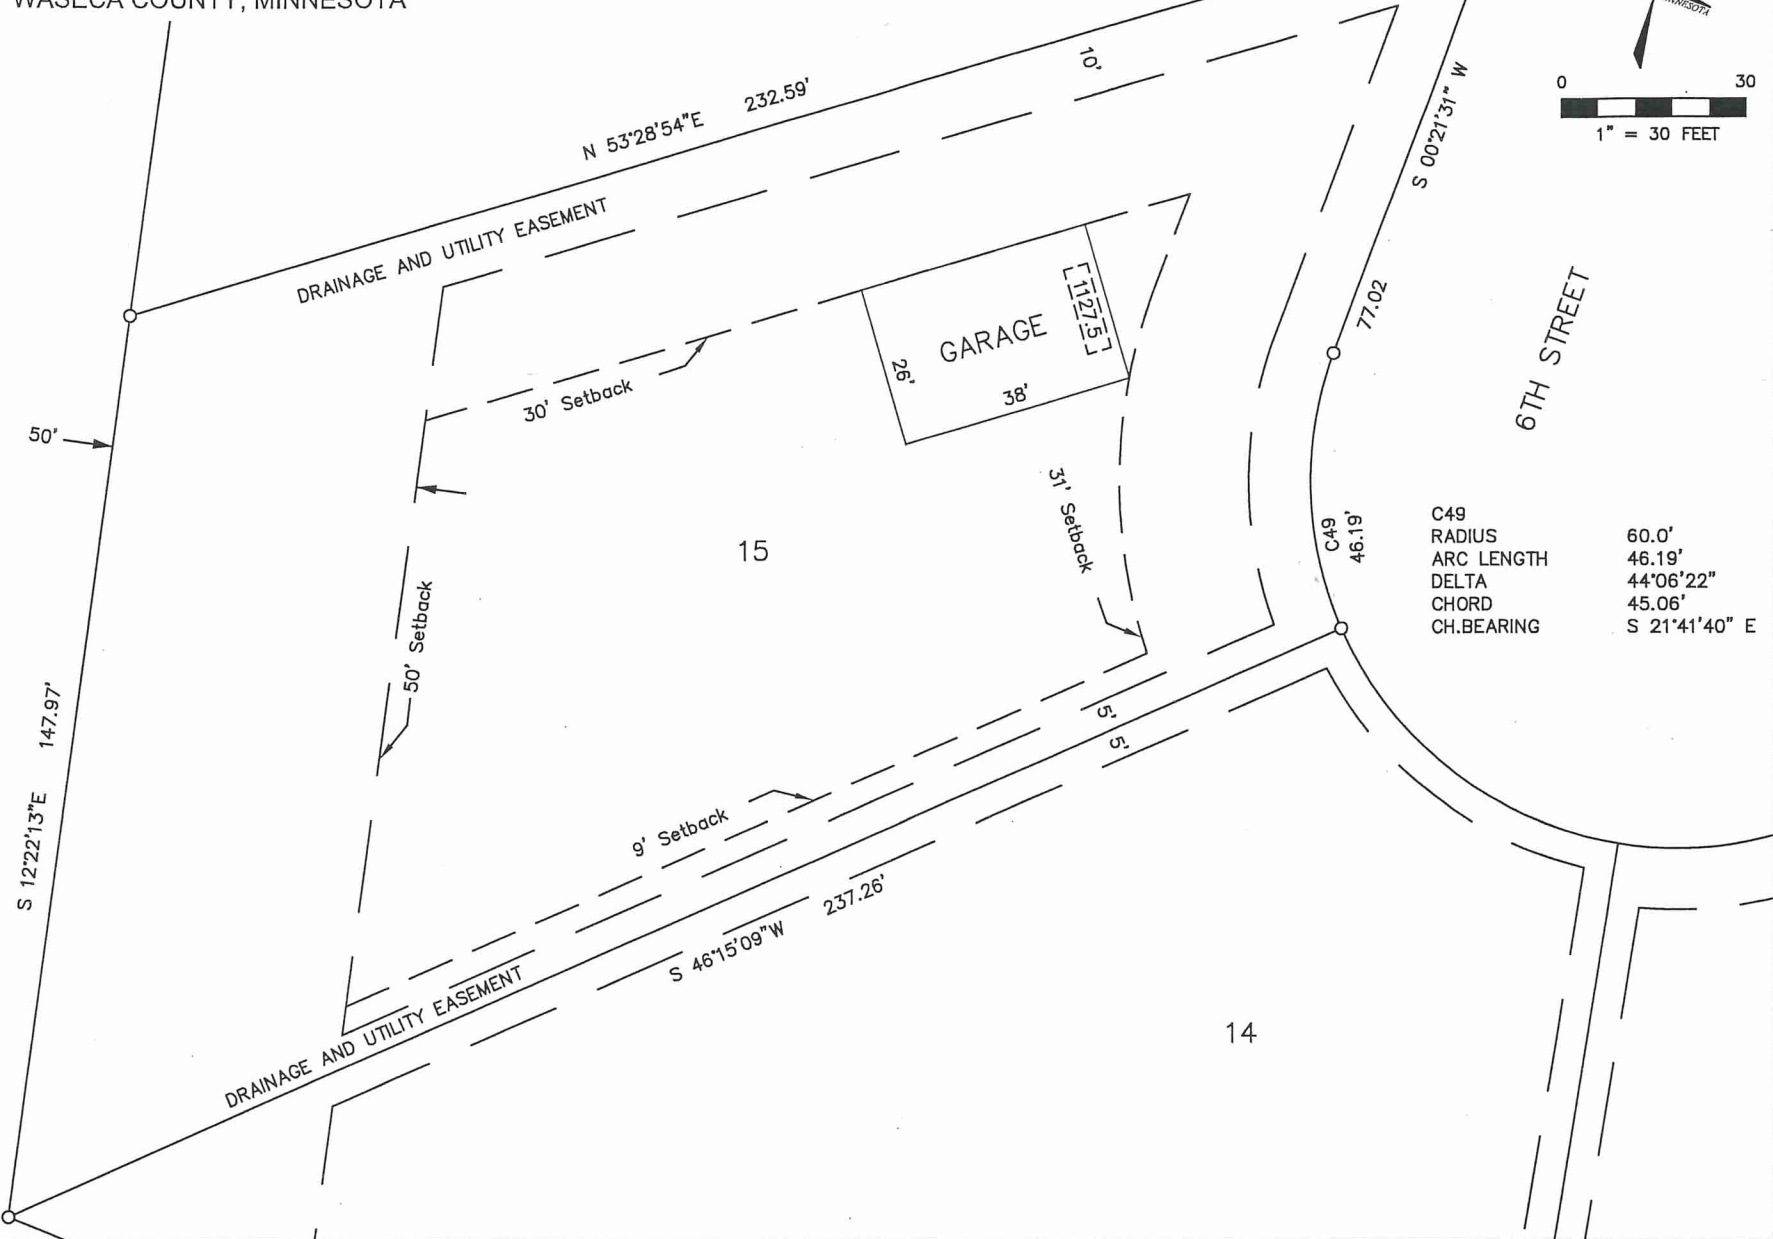 WASECA COUNTY, MINNESOTA
MINNESOTA
0 30
1" = 30 FEET
10'
N 53°28'54"E 232.59'
S 00°21'31" W
77.02
DRAINAGE AND UTILITY EASEMENT
1127.5
GARAGE
26'
38'
30' Setback
6TH STREET
50'
31' Setback
C49
46.19'
C49
RADIUS 60.0'
ARC LENGTH 46.19'
DELTA 44°06'22"
CHORD 45.06'
CH.BEARING S 21°41'40" E
15
50' Setback
S 12°22'13"E 147.97'
5'
5'
9' Setback
S 46°15'09"W 237.26'
DRAINAGE AND UTILITY EASEMENT
14